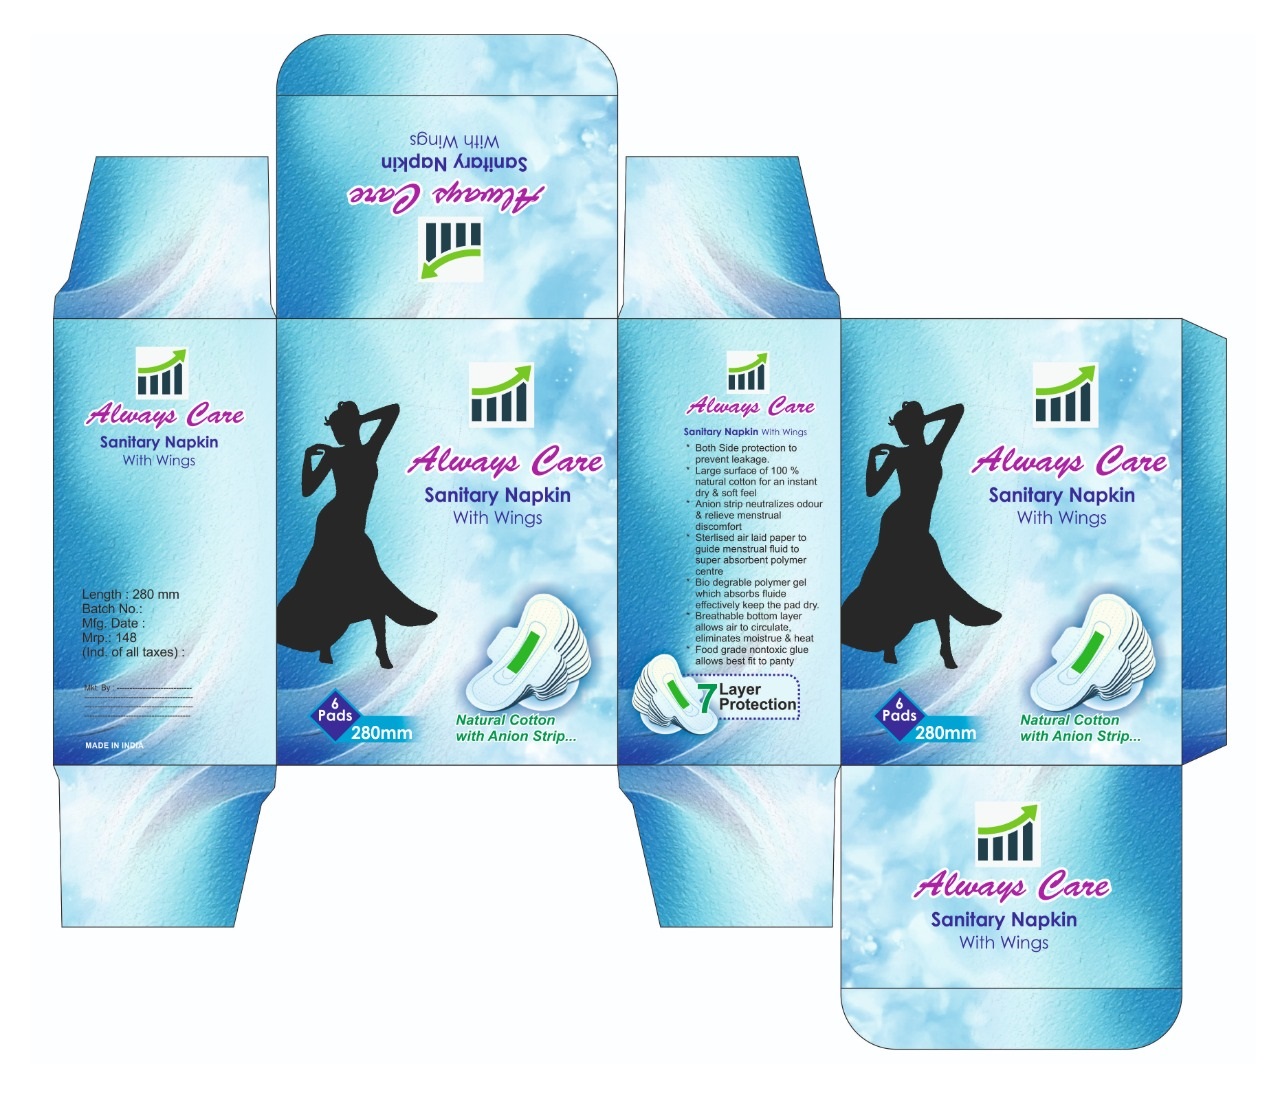 Always Care
Sanitary Napkin
With Wings
Always Care
Sanitary Napkin
With Wings
Length : 280 mm
Batch No.:
Mfg. Date :
Mrp.: 148
(Ind. of all taxes) :
Mkt. By :
MADE IN INDIA
Always Care
Sanitary Napkin
With Wings
6
Pads
280mm
Natural Cotton
with Anion Strip...
Always Care
Sanitary Napkin With Wings
* Both Side protection to
prevent leakage.
* Large surface of 100 %
natural cotton for an instant
dry & soft feel
* Anion strip neutralizes odour
& relieve menstrual
discomfort
* Sterlised air laid paper to
guide menstrual fluid to
super absorbent polymer
centre
* Bio degrable polymer gel
which absorbs fluide
effectively keep the pad dry.
* Breathable bottom layer
allows air to circulate,
eliminates moistrue & heat
* Food grade nontoxic glue
allows best fit to panty
7 Layer
Protection
Always Care
Sanitary Napkin
With Wings
6
Pads
280mm
Natural Cotton
with Anion Strip...
Always Care
Sanitary Napkin
With Wings